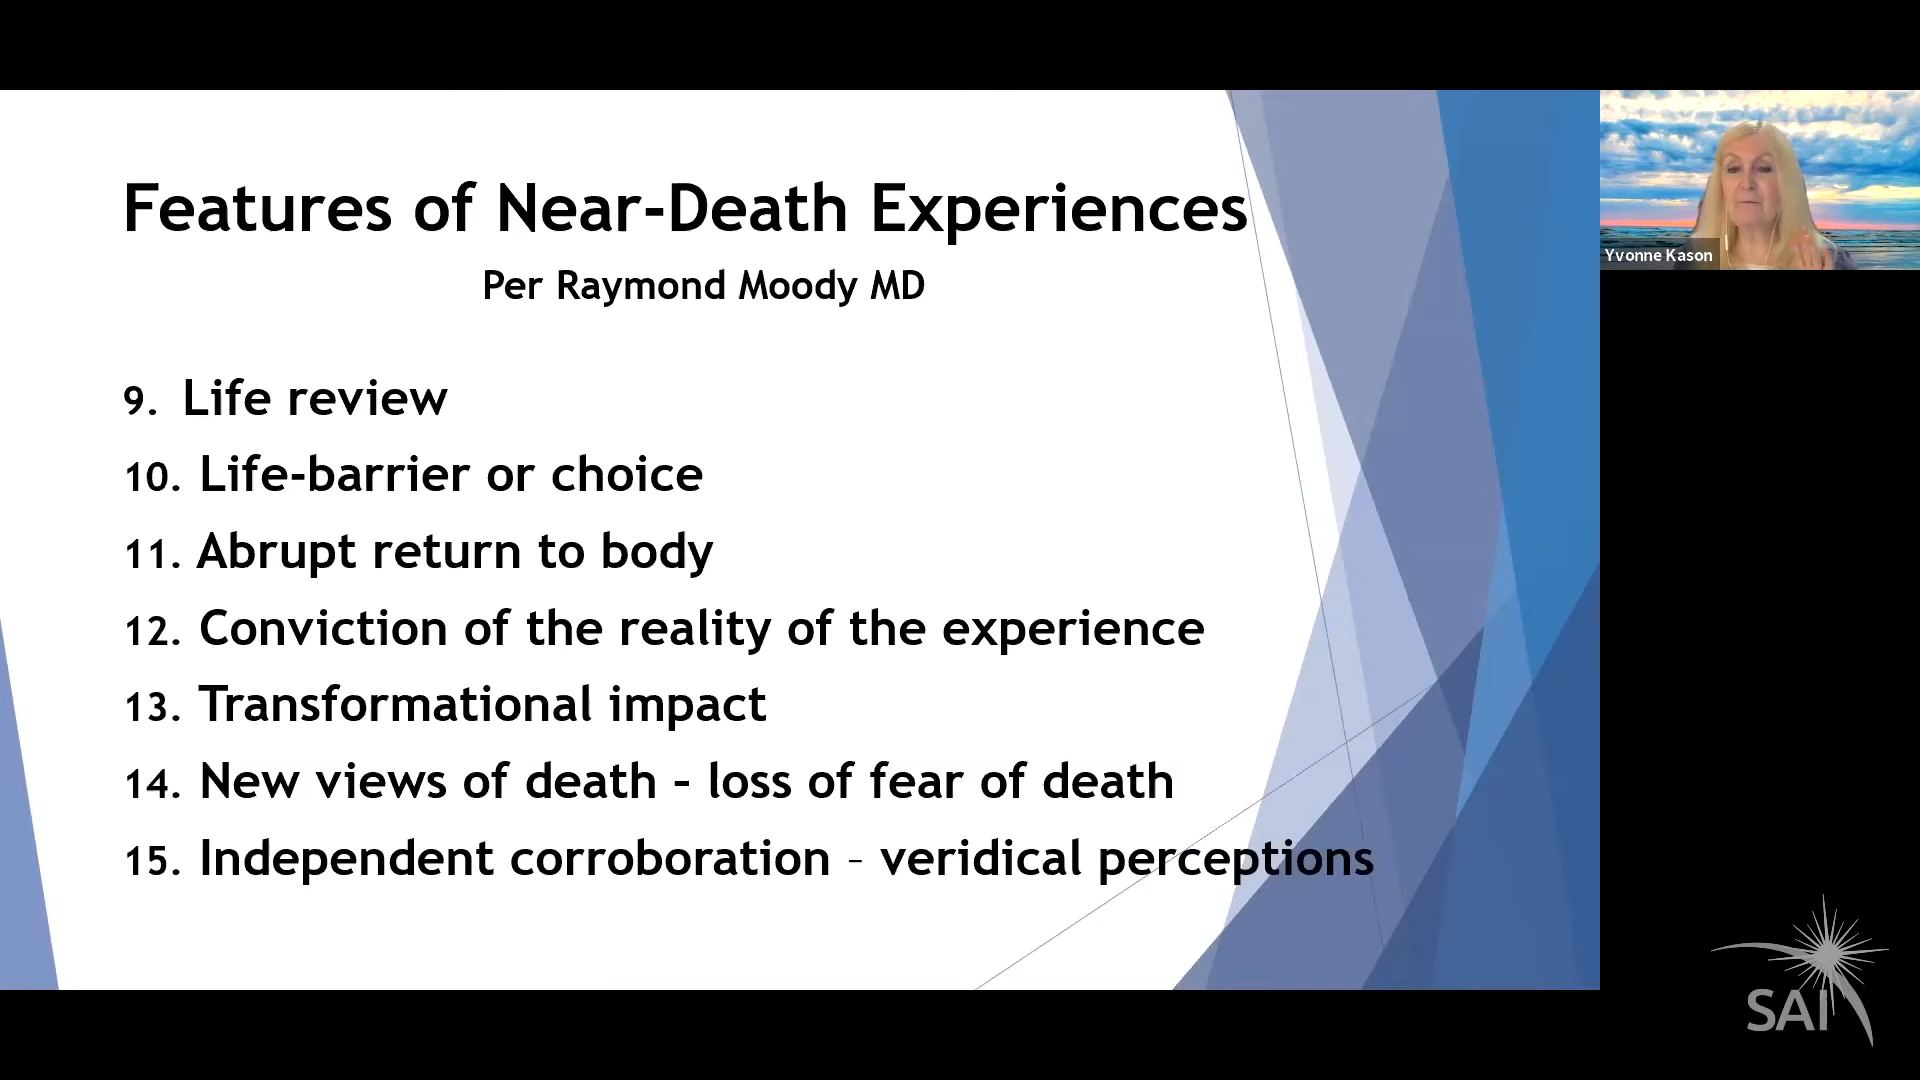 Features of Near-Death Experiences
Per Raymond Moody MD
9. Life review
10. Life-barrier or choice
11. Abrupt return to body
12. Conviction of the reality of the experience
13. Transformational impact
14. New views of death – loss of fear of death
15. Independent corroboration – veridical perceptions
Yvonne Kason
SAI